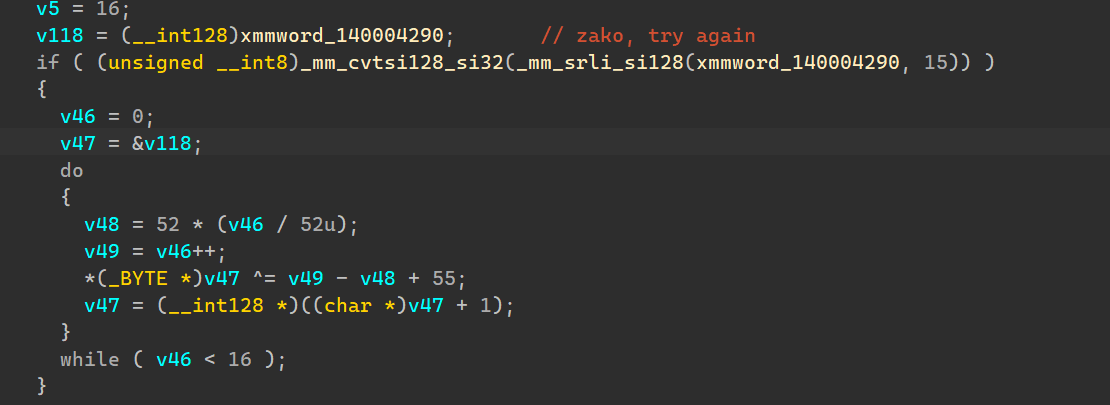 v5 = 16;
v118 = (__int128)xmmword_140004290;       // zako, try again
if ( (unsigned __int8)_mm_cvtsi128_si32(_mm_srli_si128(xmmword_140004290, 15)) )
{
  v46 = 0;
  v47 = &v118;
  do
  {
    v48 = 52 * (v46 / 52u);
    v49 = v46++;
    *(_BYTE *)v47 ^= v49 - v48 + 55;
    v47 = (__int128 *)((char *)v47 + 1);
  }
  while ( v46 < 16 );
}